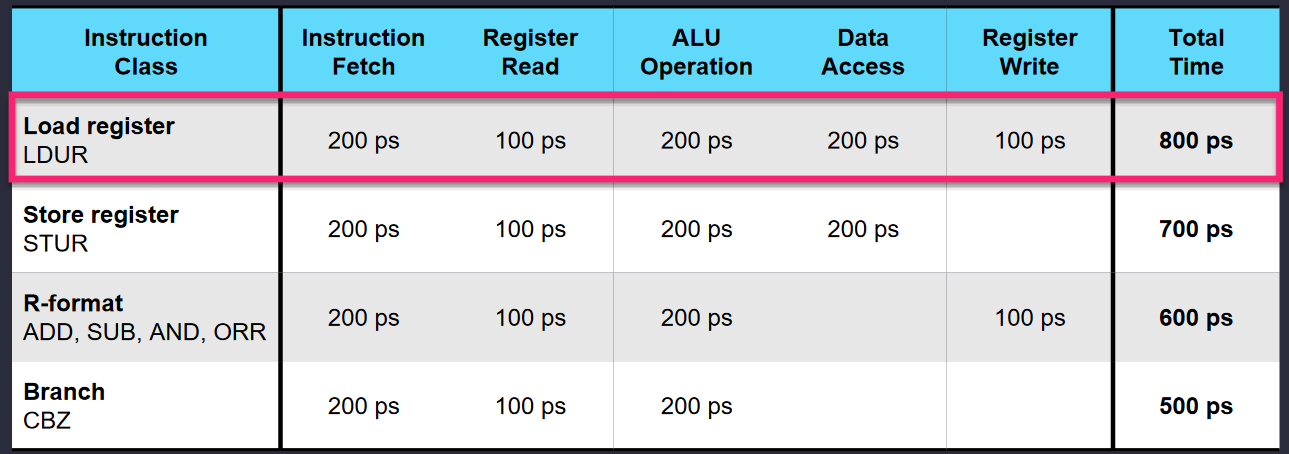 Instruction Class Instruction Fetch Register Read ALU Operation Data Access Register Write Total Time
Load register
LDUR 200 ps 100 ps 200 ps 200 ps 100 ps 800 ps
Store register
STUR 200 ps 100 ps 200 ps 200 ps 700 ps
R-format
ADD, SUB, AND, ORR 200 ps 100 ps 200 ps 100 ps 600 ps
Branch
CBZ 200 ps 100 ps 200 ps 500 ps